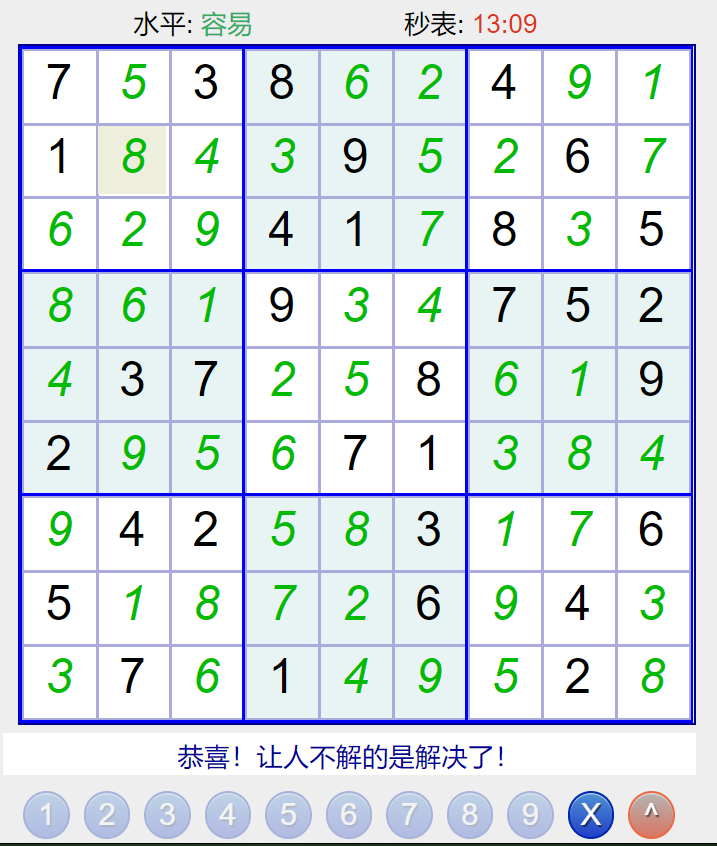 水平: 容易 秒表: 13:09
7 5 3 8 6 2 4 9 1
1 8 4 3 9 5 2 6 7
6 2 9 4 1 7 8 3 5
8 6 1 9 3 4 7 5 2
4 3 7 2 5 8 6 1 9
2 9 5 6 7 1 3 8 4
9 4 2 5 8 3 1 7 6
5 1 8 7 2 6 9 4 3
3 7 6 1 4 9 5 2 8
恭喜！让人不解的是解决了!
1 2 3 4 5 6 7 8 9 X ^